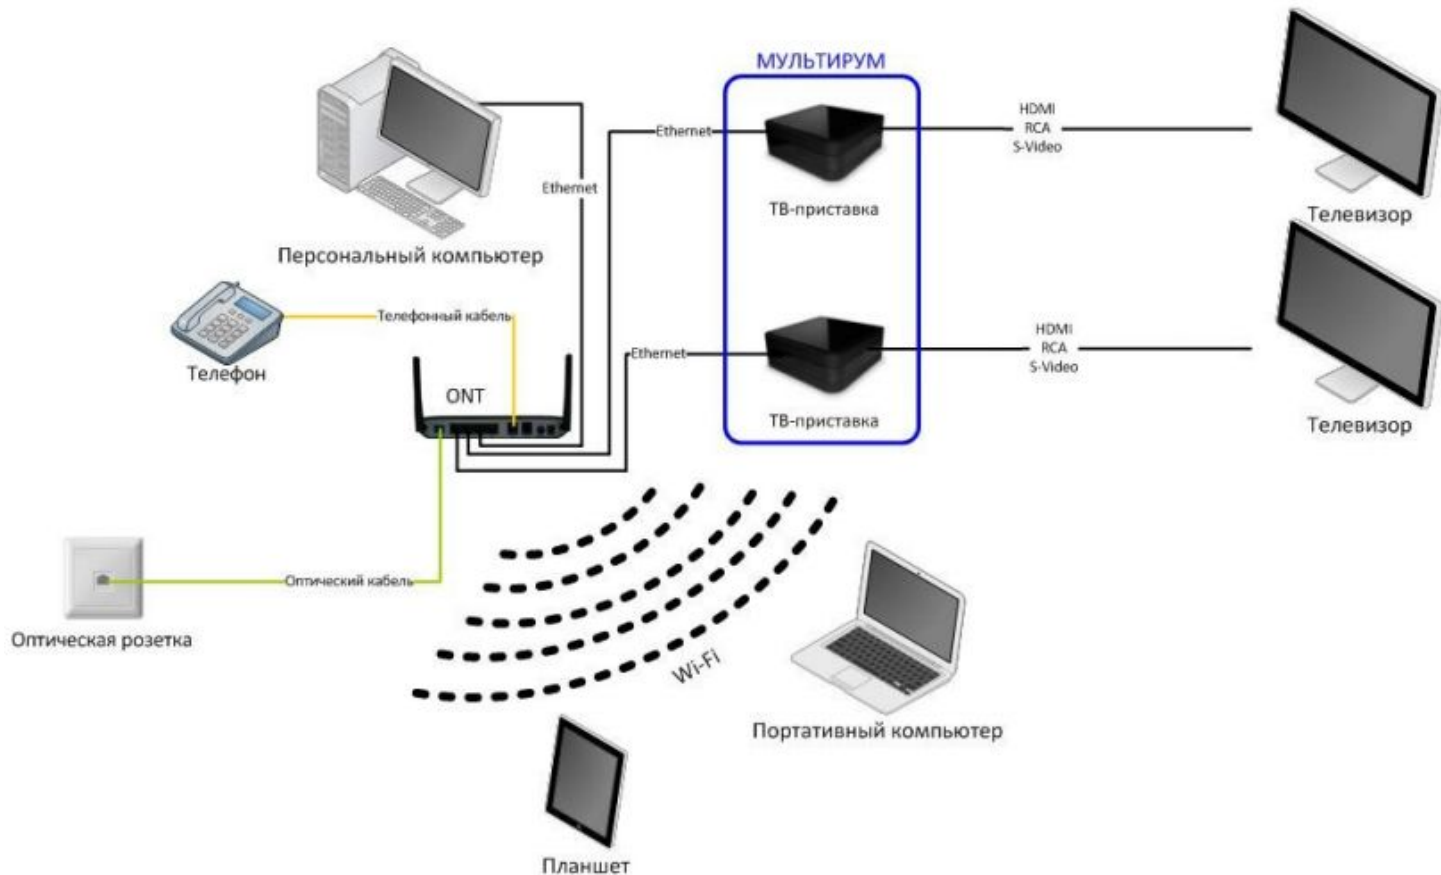 МУЛЬТИРУМ
HDMI
RCA
S-Video
Ethernet
Ethernet
ТВ-приставка
Телевизор
Персональный компьютер
Телефонный кабель
HDMI
RCA
S-Video
Ethernet
Телефон
ONT
ТВ-приставка
Телевизор
Оптический кабель
Оптическая розетка
Wi-Fi
Портативный компьютер
Планшет